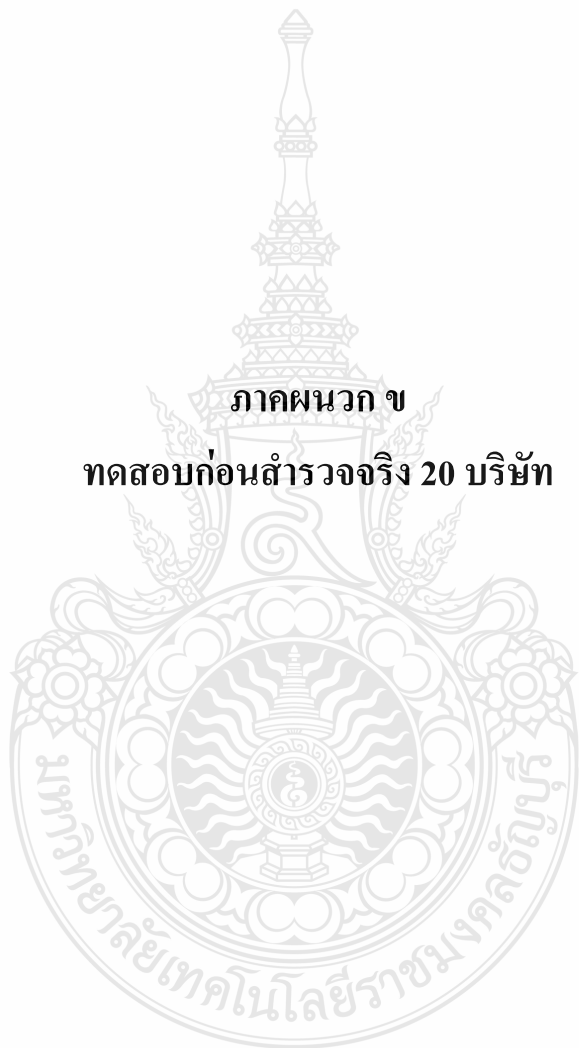 ภาคผนวก ข
ทดสอบก่อนสำรวจจริง 20 บริษัท
มหาวิทยาลัยเทคโนโลยีราชมงคลธัญบุรี